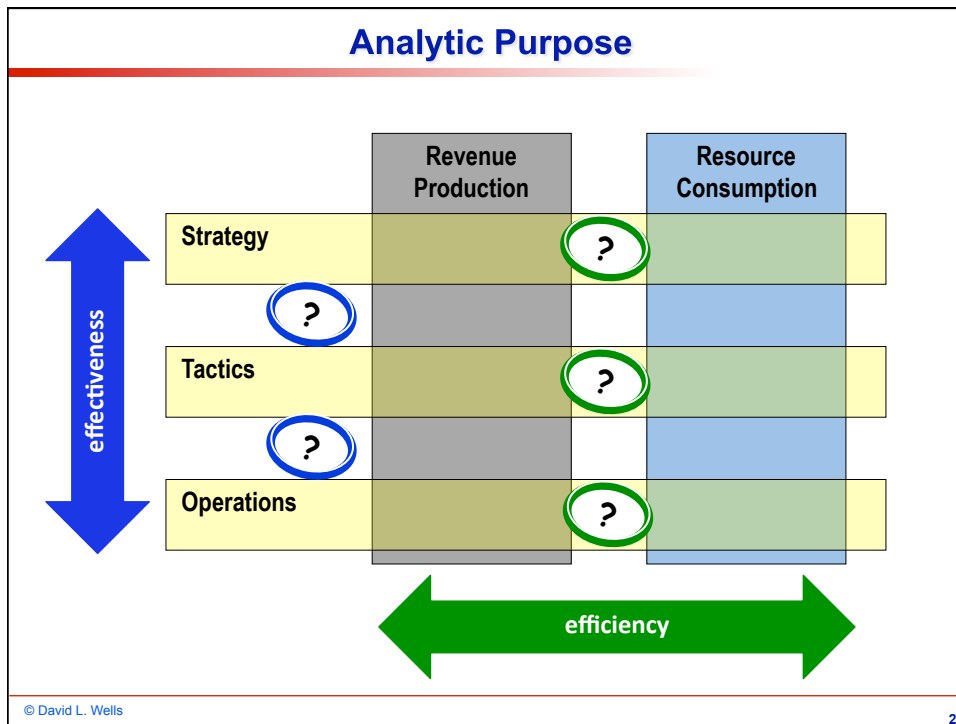 Analytic Purpose
Revenue
Production
Resource
Consumption
Strategy
?
?
effectiveness
Tactics
?
?
Operations
?
efficiency
© David L. Wells
2